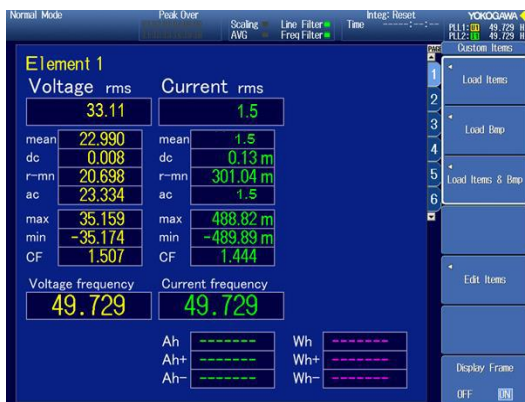 Normal Mode
Peak Over
Scaling
AVG
Line Filter
Freq Filter
Time -----:--:--
Integ: Reset
YOKOGAWA
PLL1: U1 49.729 H
PLL2: 49.729 H
PAGE
Custom Items
Element 1
Voltage rms
Current rms
33.11
1.5
mean 22.990
mean 1.5
dc 0.008
dc 0.13 m
r-mn 20.698
r-mn 301.04 m
ac 23.334
ac 1.5
max 35.159
max 488.82 m
min -35.174
min -489.89 m
CF 1.507
CF 1.444
Voltage frequency
Current frequency
49.729
49.729
Ah -------
Wh -------
Ah+ -------
Wh+ -------
Ah- -------
Wh- -------
1
2
3
4
5
6
Load Items
Load Bmp
Load Items & Bmp
Edit Items
Display Frame
OFF ON